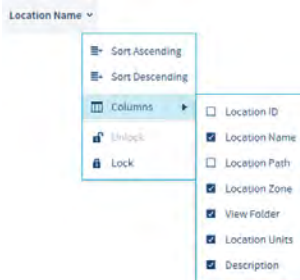 Location Name
Sort Ascending
Sort Descending
Columns
Unlock
Lock
Location ID
Location Name
Location Path
Location Zone
View Folder
Location Units
Description